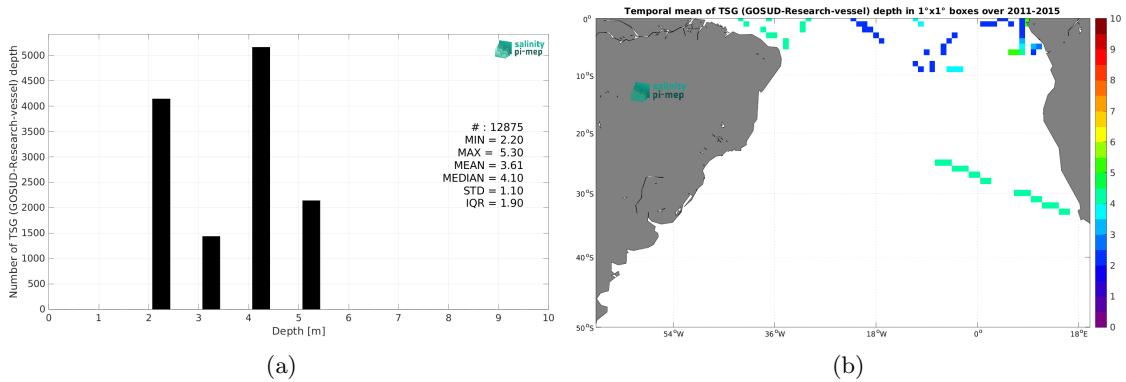 salinity
pi-mep
Number of TSG (GOSUD-Research-vessel) depth
5000
4500
4000
3500
3000
2500
2000
1500
1000
500
0
# : 12875
MIN = 2.20
MAX = 5.30
MEAN = 3.61
MEDIAN = 4.10
STD = 1.10
IQR = 1.90
0 1 2 3 4 5 6 7 8 9 10
Depth [m]
(a)
Temporal mean of TSG (GOSUD-Research-vessel) depth in 1°x1° boxes over 2011-2015
0°
10°S
20°S
30°S
40°S
50°S
salinity
pi-mep
54°W 36°W 18°W 0° 18°E
10
9
8
7
6
5
4
3
2
1
0
(b)